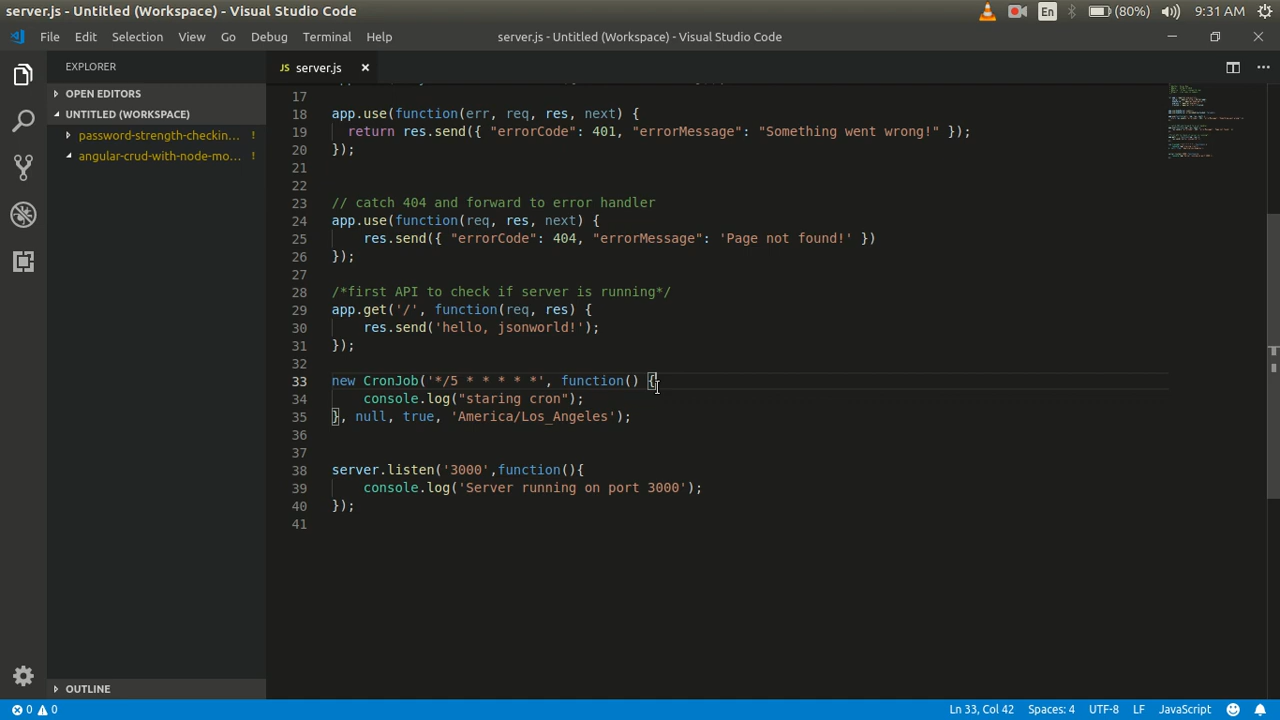 server.js - Untitled (Workspace) - Visual Studio Code
En
(80%)
9:31 AM
File Edit Selection View Go Debug Terminal Help
server.js - Untitled (Workspace) - Visual Studio Code
EXPLORER
JS server.js
OPEN EDITORS
UNTITLED (WORKSPACE)
password-strength-checkin... !
angular-crud-with-node-mo... !
17
18 app.use(function(err, req, res, next) {
19 return res.send({ "errorCode": 401, "errorMessage": "Something went wrong!" });
20 });
21
22
23 // catch 404 and forward to error handler
24 app.use(function(req, res, next) {
25 res.send({ "errorCode": 404, "errorMessage": 'Page not found!' })
26 });
27
28 /*first API to check if server is running*/
29 app.get('/', function(req, res) {
30 res.send('hello, jsonworld!');
31 });
32
33 new CronJob('*/5 * * * * *', function() {
34 console.log("staring cron");
35 }, null, true, 'America/Los_Angeles');
36
37
38 server.listen('3000',function(){
39 console.log('Server running on port 3000');
40 });
41
OUTLINE
0 0
Ln 33, Col 42 Spaces: 4 UTF-8 LF JavaScript